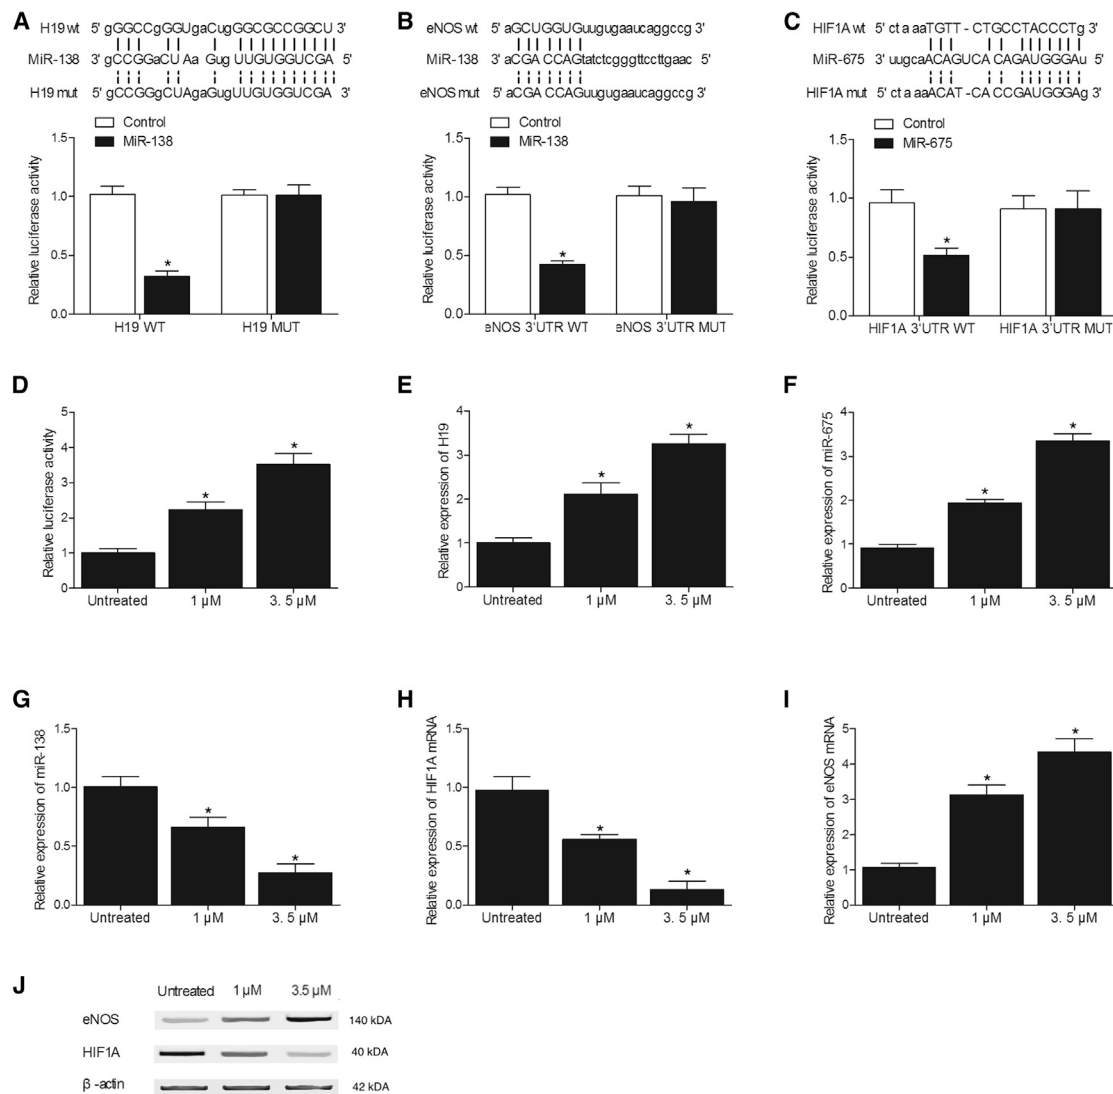 A
H19 wt 5' gGGCCgGGUgaCugGGCGCCGGCU 3'
MiR-138 3' gCCGGaCUAa GugUUGUGGUCGA 5'
H19 mut 5' gCCGGgCUAgaGugUUGUGGUCGA 3'
Control
MiR-138
Relative luciferase activity
1.5
1.0
0.5
0.0
*
H19 WT H19 MUT
B
eNOS wt 5' aGCUGGUGuugugaaucaggccg 3'
MiR-138 3' aCGA CCAGtatctcgggttccttgaac 5'
eNOS mut 5' aCGA CCAGuugugaaucaggccg 3'
Control
MiR-138
Relative luciferase activity
1.5
1.0
0.5
0.0
*
eNOS 3'UTR WT eNOS 3'UTR MUT
C
HIF1A wt 5' ct a aaTGTT - CTGCCTACCCTg 3'
MiR-675 3' uugcaACAGUCA CAGAUGGGAu 5'
HIF1A mut 5' ct a aaACAT -CACCGAUGGGAg 3'
Control
MiR-675
Relative luciferase activity
1.5
1.0
0.5
0.0
*
HIF1A 3'UTR WT HIF1A 3'UTR MUT
D
Relative luciferase activity
5
4
3
2
1
0
* *
Untreated 1 µM 3. 5 µM
E
Relative expression of H19
4
3
2
1
0
* *
Untreated 1 µM 3. 5 µM
F
Relative expression of miR-675
4
3
2
1
0
* *
Untreated 1 µM 3. 5 µM
G
Relative expression of miR-138
1.5
1.0
0.5
0.0
* *
Untreated 1 µM 3. 5 µM
H
Relative expression of HIF1A mRNA
1.5
1.0
0.5
0.0
* *
Untreated 1 µM 3. 5 µM
I
Relative expression of eNOS mRNA
5
4
3
2
1
0
* *
Untreated 1 µM 3. 5 µM
J
Untreated 1 µM 3.5 µM
eNOS 140 kDA
HIF1A 40 kDA
β -actin 42 kDA